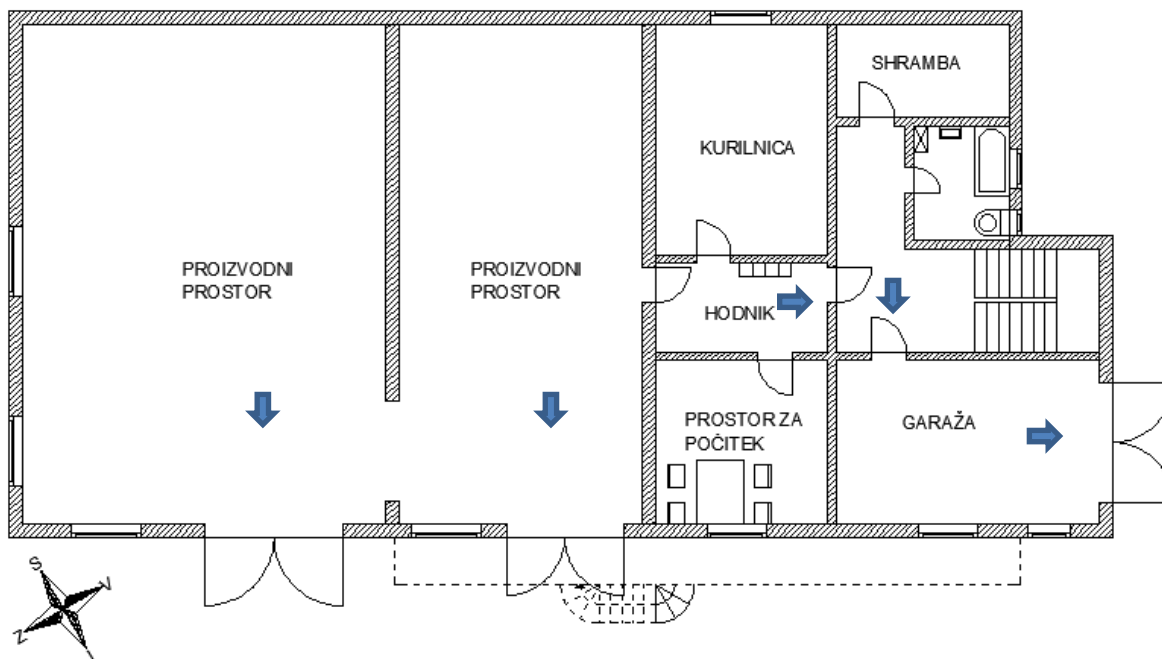 SHRAMBA
KURILNICA
PROIZVODNI
PROSTOR
PROIZVODNI
PROSTOR
HODNIK
PROSTOR ZA
POČITEK
GARAŽA
S
V
Z